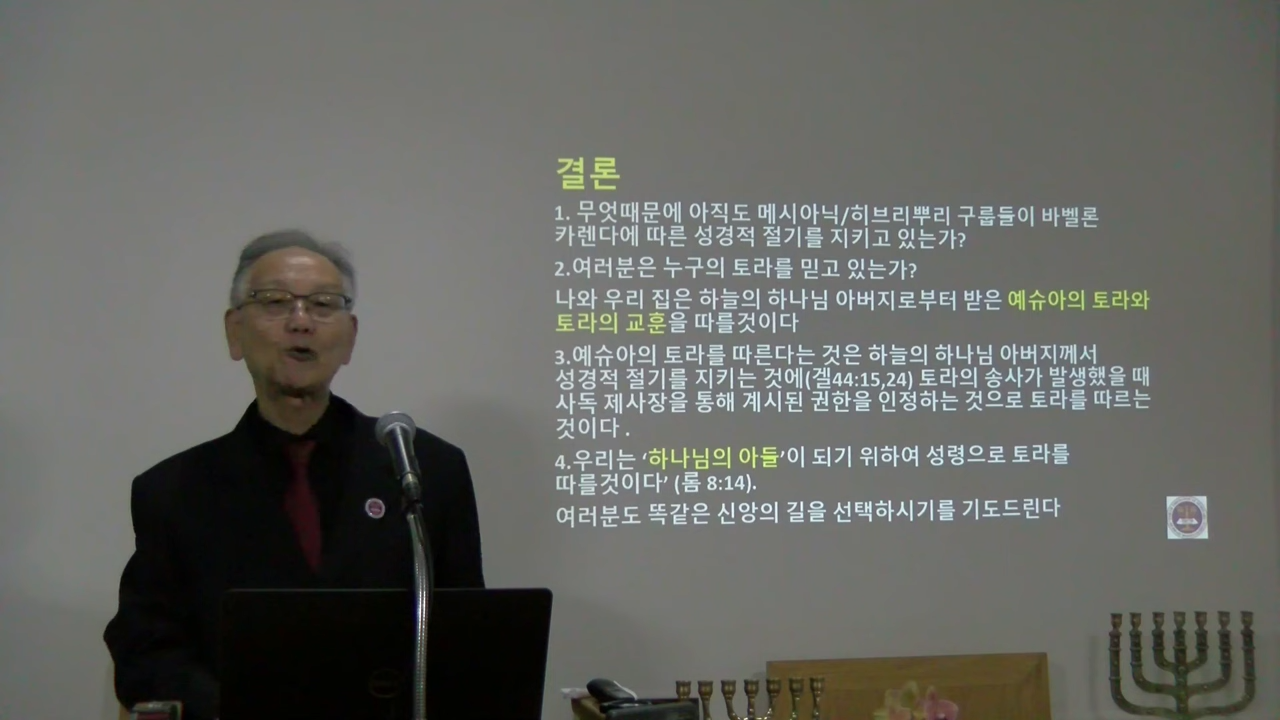 결론
1. 무엇때문에 아직도 메시아닉/히브리뿌리 구룹들이 바벨론
카렌다에 따른 성경적 절기를 지키고 있는가?
2.여러분은 누구의 토라를 믿고 있는가?
나와 우리 집은 하늘의 하나님 아버지로부터 받은 예슈아의 토라와
토라의 교훈을 따를것이다
3.예슈아의 토라를 따른다는 것은 하늘의 하나님 아버지께서
성경적 절기를 지키는 것에(겔44:15,24) 토라의 송사가 발생했을 때
사독 제사장을 통해 계시된 권한을 인정하는 것으로 토라를 따르는
것이다 .
4.우리는 ‘하나님의 아들’이 되기 위하여 성령으로 토라를
따를것이다’ (롬 8:14).
여러분도 똑같은 신앙의 길을 선택하시기를 기도드린다